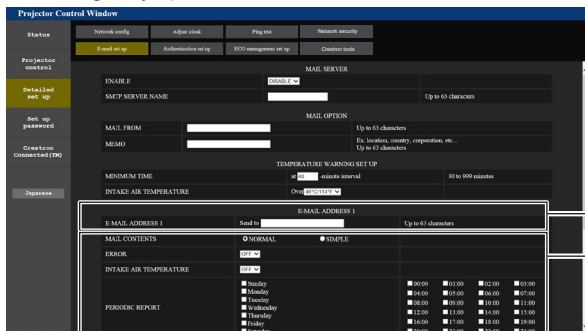 Projector Control Window
Status
Network config
Adjust clock
Ping test
Network security
E-mail set up
Authentication set up
ECO management set up
Crestron tools
Projector control
Detailed set up
Set up password
Crestron Connected(TM)
Japanese
MAIL SERVER
ENABLE DISABLE
SMTP SERVER NAME Up to 63 characters
MAIL OPTION
MAIL FROM Up to 63 characters
MEMO Ex. location, country, corporation, etc..
Up to 63 characters
TEMPERATURE WARNING SET UP
MINIMUM TIME at 60 -minute interval 30 to 999 minutes
INTAKE AIR TEMPERATURE Over
E-MAIL ADDRESS 1
E-MAIL ADDRESS 1 Send to Up to 63 characters
MAIL CONTENTS NORMAL SIMPLE
ERROR OFF
INTAKE AIR TEMPERATURE OFF
PERIODIC REPORT
Sunday 00:00 01:00 02:00 03:00
Monday 04:00 05:00 06:00 07:00
Tuesday 08:00 09:00 10:00 11:00
Wednesday 12:00 13:00 14:00 15:00
Thursday 16:00 17:00 18:00 19:00
Friday